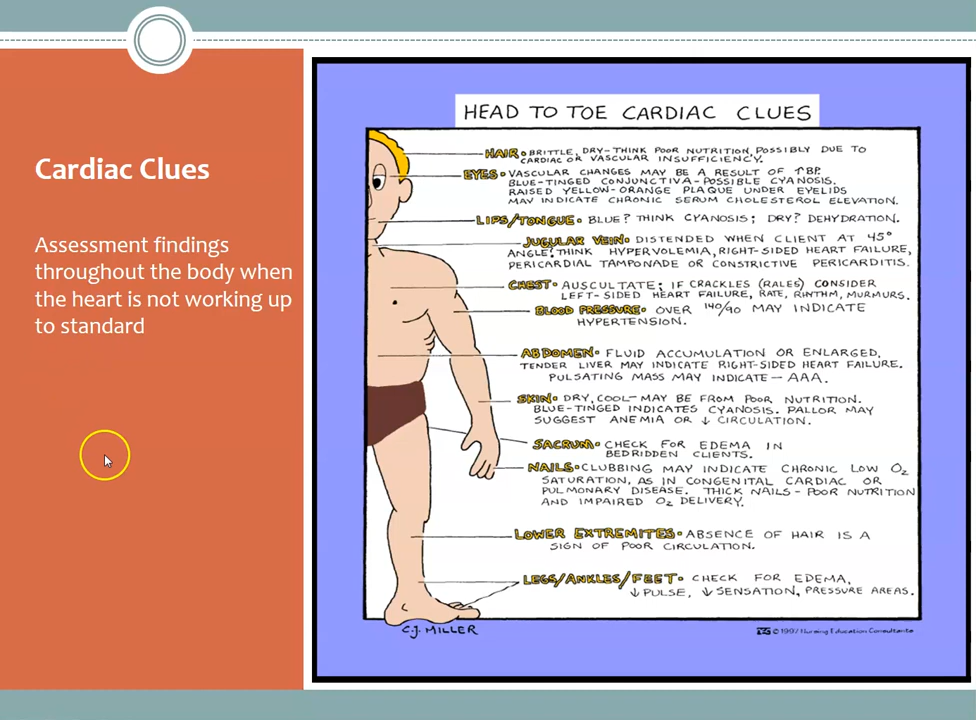 Cardiac Clues
Assessment findings
throughout the body when
the heart is not working up
to standard
HEAD TO TOE CARDIAC CLUES
HAIR• BRITTLE, DRY-THINK POOR NUTRITION, POSSIBLY DUE TO
CARDIAC OR VASCULAR INSUFFICIENCY.
EYES• VASCULAR CHANGES MAY BE A RESULT OF ↑BP.
BLUE-TINGED CONJUNCTIVA-POSSIBLE CYANOSIS.
RAISED YELLOW-ORANGE PLAQUE UNDER EYELIDS
MAY INDICATE CHRONIC SERUM CHOLESTEROL ELEVATION.
LIPS/TONGUE• BLUE? THINK CYANOSIS; DRY? DEHYDRATION.
JUGULAR VEIN• DISTENDED WHEN CLIENT AT 45°
ANGLE? THINK HYPERVOLEMIA, RIGHT-SIDED HEART FAILURE,
PERICARDIAL TAMPONADE OR CONSTRICTIVE PERICARDITIS.
CHEST• AUSCULTATE; IF CRACKLES (RALES) CONSIDER
LEFT-SIDED HEART FAILURE, RATE, RHYTHM, MURMURS.
BLOOD PRESSURE• OVER 140/90 MAY INDICATE
HYPERTENSION.
ABDOMEN• FLUID ACCUMULATION OR ENLARGED,
TENDER LIVER MAY INDICATE RIGHT-SIDED HEART FAILURE.
PULSATING MASS MAY INDICATE — AAA.
SKIN• DRY, COOL-MAY BE FROM POOR NUTRITION.
BLUE-TINGED INDICATES CYANOSIS. PALLOR MAY
SUGGEST ANEMIA OR ↓ CIRCULATION.
SACRUM• CHECK FOR EDEMA IN
BEDRIDDEN CLIENTS.
NAILS• CLUBBING MAY INDICATE CHRONIC LOW O₂
SATURATION, AS IN CONGENITAL CARDIAC OR
PULMONARY DISEASE. THICK NAILS - POOR NUTRITION
AND IMPAIRED O₂ DELIVERY.
LOWER EXTREMITES• ABSENCE OF HAIR IS A
SIGN OF POOR CIRCULATION.
LEGS/ANKLES/FEET• CHECK FOR EDEMA,
↓PULSE, ↓ SENSATION, PRESSURE AREAS.
C.J. MILLER
© 1997 Nursing Education Consultants